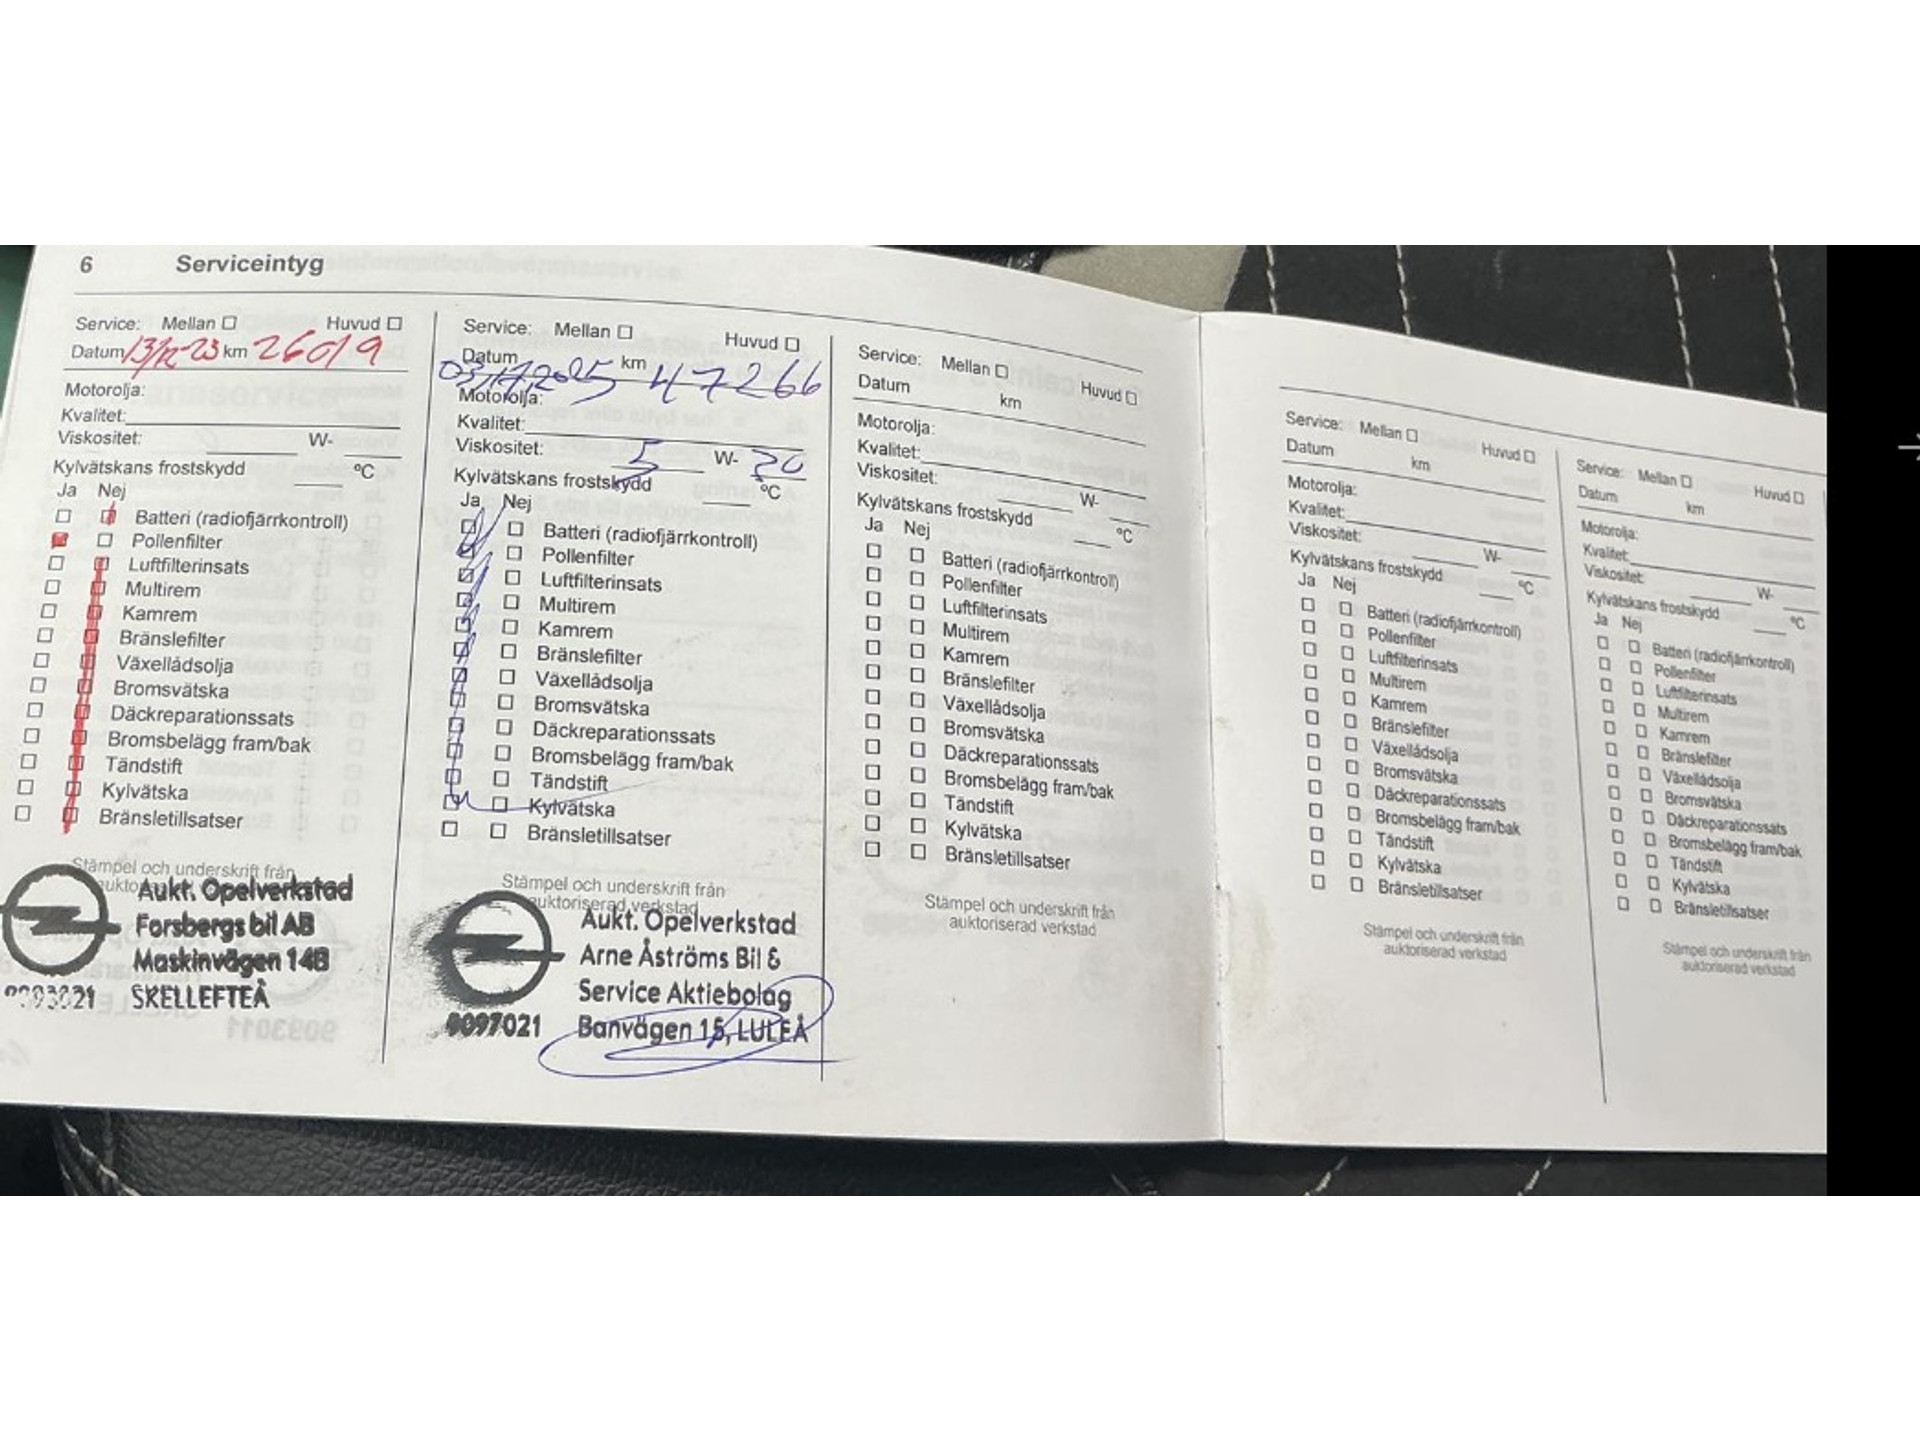 6 Serviceintyg
Service: Mellan Huvud
Datum 13/12-23 km 26019
Motorolja:
Kvalitet:
Viskositet: W-
Kylvätskans frostskydd °C
Ja Nej
Batteri (radiofjärrkontroll)
Pollenfilter
Luftfilterinsats
Multirem
Kamrem
Bränslefilter
Växellådsolja
Bromsvätska
Däckreparationssats
Bromsbelägg fram/bak
Tändstift
Kylvätska
Bränsletillsatser
Stämpel och underskrift från
Aukt. Opelverkstad
Forsbergs bil AB
Maskinvägen 14B
SKELLEFTEÅ
Service: Mellan Huvud
Datum km 47266
Motorolja:
Kvalitet:
Viskositet: 5 W-
Kylvätskans frostskydd °C
Ja Nej
Batteri (radiofjärrkontroll)
Pollenfilter
Luftfilterinsats
Multirem
Kamrem
Bränslefilter
Växellådsolja
Bromsvätska
Däckreparationssats
Bromsbelägg fram/bak
Tändstift
Kylvätska
Bränsletillsatser
Stämpel och underskrift från
auktoriserad verkstad
Aukt. Opelverkstad
Arne Åströms Bil &
Service Aktiebolag
9097021 Banvägen 15, LULEÅ
Service: Mellan Huvud
Datum km
Motorolja:
Kvalitet:
Viskositet: W-
Kylvätskans frostskydd °C
Ja Nej
Batteri (radiofjärrkontroll)
Pollenfilter
Luftfilterinsats
Multirem
Kamrem
Bränslefilter
Växellådsolja
Bromsvätska
Däckreparationssats
Bromsbelägg fram/bak
Tändstift
Kylvätska
Bränsletillsatser
Stämpel och underskrift från
auktoriserad verkstad
Service: Mellan Huvud
Datum km
Motorolja:
Kvalitet:
Viskositet: W-
Kylvätskans frostskydd °C
Ja Nej
Batteri (radiofjärrkontroll)
Pollenfilter
Luftfilterinsats
Multirem
Kamrem
Bränslefilter
Växellådsolja
Bromsvätska
Däckreparationssats
Bromsbelägg fram/bak
Tändstift
Kylvätska
Bränsletillsatser
Stämpel och underskrift från
auktoriserad verkstad
Service: Mellan Huvud
Datum km
Motorolja:
Kvalitet:
Viskositet: W-
Kylvätskans frostskydd °C
Ja Nej
Batteri (radiofjärrkontroll)
Pollenfilter
Luftfilterinsats
Multirem
Kamrem
Bränslefilter
Växellådsolja
Bromsvätska
Däckreparationssats
Bromsbelägg fram/bak
Tändstift
Kylvätska
Bränsletillsatser
Stämpel och underskrift från
auktoriserad verkstad